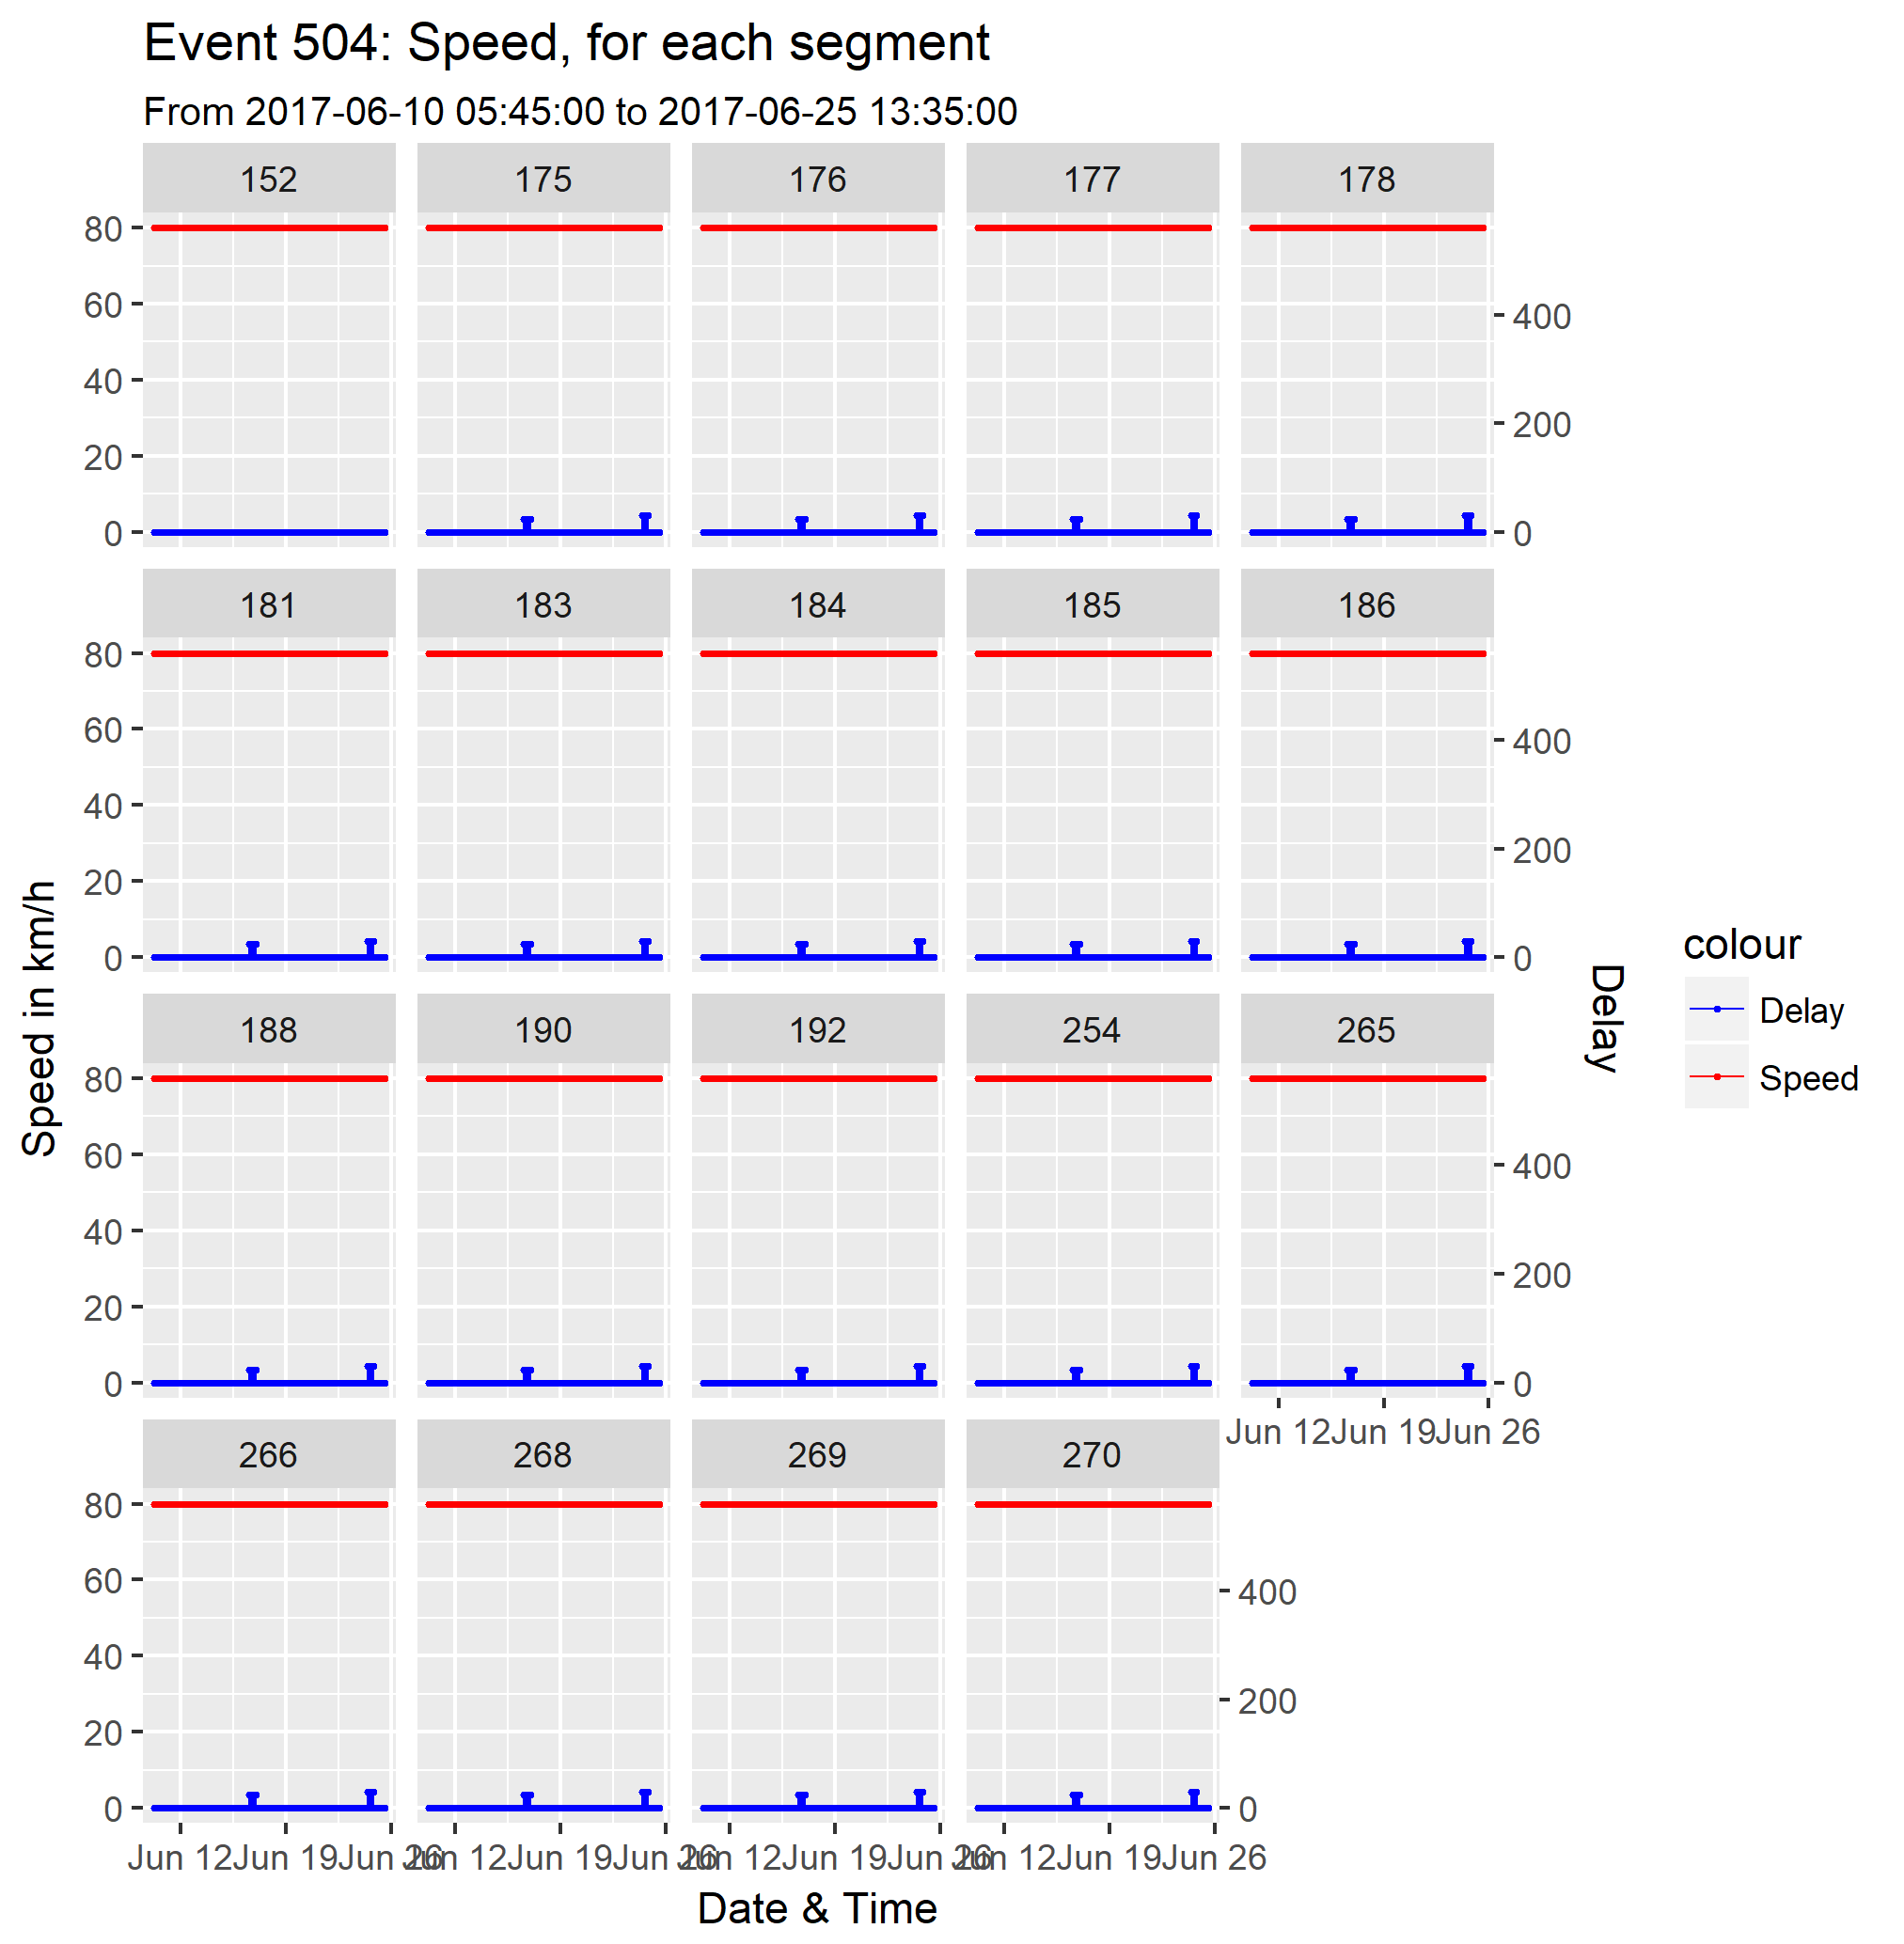 Event 504: Speed, for each segment
From 2017-06-10 05:45:00 to 2017-06-25 13:35:00
152 175 176 177 178
80
60
40
20
0
400
200
0
181 183 184 185 186
80
60
40
20
0
400
200
0
188 190 192 254 265
80
60
40
20
0
400
200
0
Jun 12 Jun 19 Jun 26
266 268 269 270
80
60
40
20
0
400
200
0
Jun 12 Jun 19 Jun 26 Jun 12 Jun 19 Jun 26 Jun 12 Jun 19 Jun 26 Jun 12 Jun 19 Jun 26
Date & Time
Speed in km/h
Delay
colour
Delay
Speed